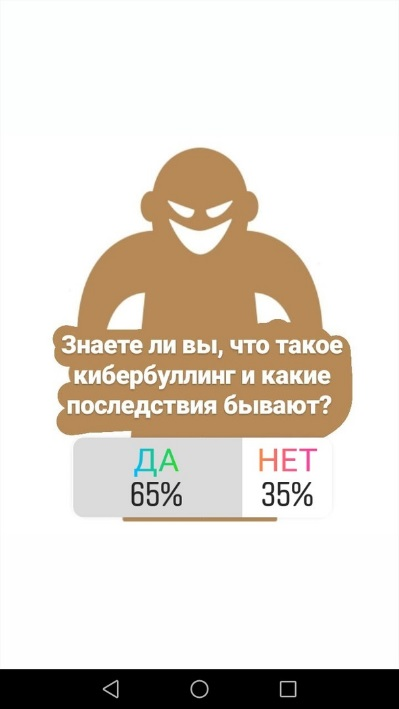 Знаете ли вы, что такое
кибербуллинг и какие
последствия бывают?
ДА НЕТ
65% 35%